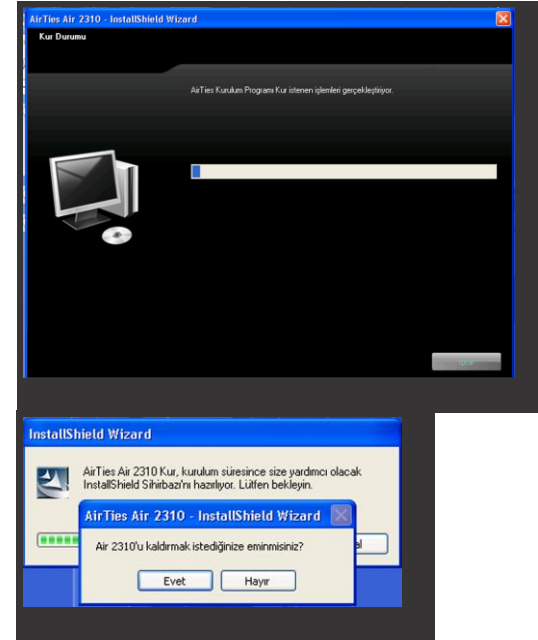 AirTies Air 2310 - InstallShield Wizard
Kur Durumu
AirTies Kurulum Programı Kur istenen işlemleri gerçekleştiriyor.
InstallShield Wizard
AirTies Air 2310 Kur, kurulum süresince size yardımcı olacak
InstallShield Sihirbazı'nı hazırlıyor. Lütfen bekleyin.
AirTies Air 2310 - InstallShield Wizard
Air 2310'u kaldırmak istediğinize eminmisiniz?
Evet Hayır